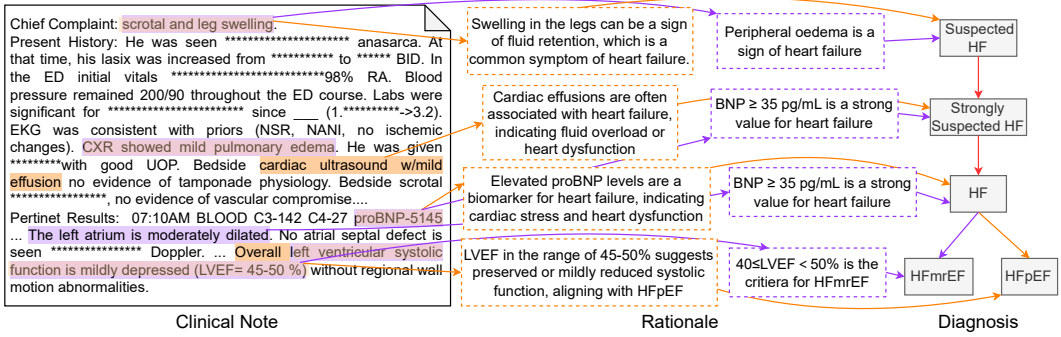 Chief Complaint: scrotal and leg swelling.
Present History: He was seen ********************* anasarca. At
that time, his lasix was increased from *********** to ****** BID. In
the ED initial vitals **************************98% RA. Blood
pressure remained 200/90 throughout the ED course. Labs were
significant for **************** since ___ (1.**********->3.2).
EKG was consistent with priors (NSR, NANI, no ischemic
changes). CXR showed mild pulmonary edema. He was given
*********with good UOP. Bedside cardiac ultrasound w/mild
effusion no evidence of tamponade physiology. Bedside scrotal
****************, no evidence of vascular compromise....
Pertinet Results: 07:10AM BLOOD C3-142 C4-27 proBNP-5145
... The left atrium is moderately dilated. No atrial septal defect is
seen **************** Doppler. ... Overall left ventricular systolic
function is mildly depressed (LVEF= 45-50 %) without regional wall
motion abnormalities.
Clinical Note
Swelling in the legs can be a sign
of fluid retention, which is a
common symptom of heart failure.
Cardiac effusions are often
associated with heart failure,
indicating fluid overload or
heart dysfunction
Elevated proBNP levels are a
biomarker for heart failure, indicating
cardiac stress and heart dysfunction
LVEF in the range of 45-50% suggests
preserved or mildly reduced systolic
function, aligning with HFpEF
Peripheral oedema is a
sign of heart failure
BNP ≥ 35 pg/mL is a strong
value for heart failure
BNP ≥ 35 pg/mL is a strong
value for heart failure
40≤LVEF < 50% is the
critiera for HFmrEF
Rationale
Suspected
HF
Strongly
Suspected HF
HF
HFmrEF
HFpEF
Diagnosis